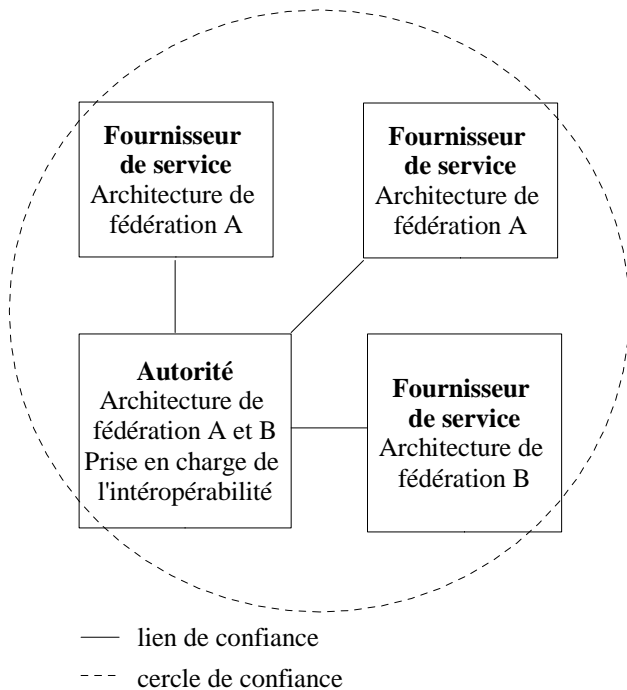 Fournisseur
de service
Architecture de
fédération A
Fournisseur
de service
Architecture de
fédération A
Autorité
Architecture de
fédération A et B
Prise en charge de
l'intéropérabilité
Fournisseur
de service
Architecture de
fédération B
lien de confiance
cercle de confiance